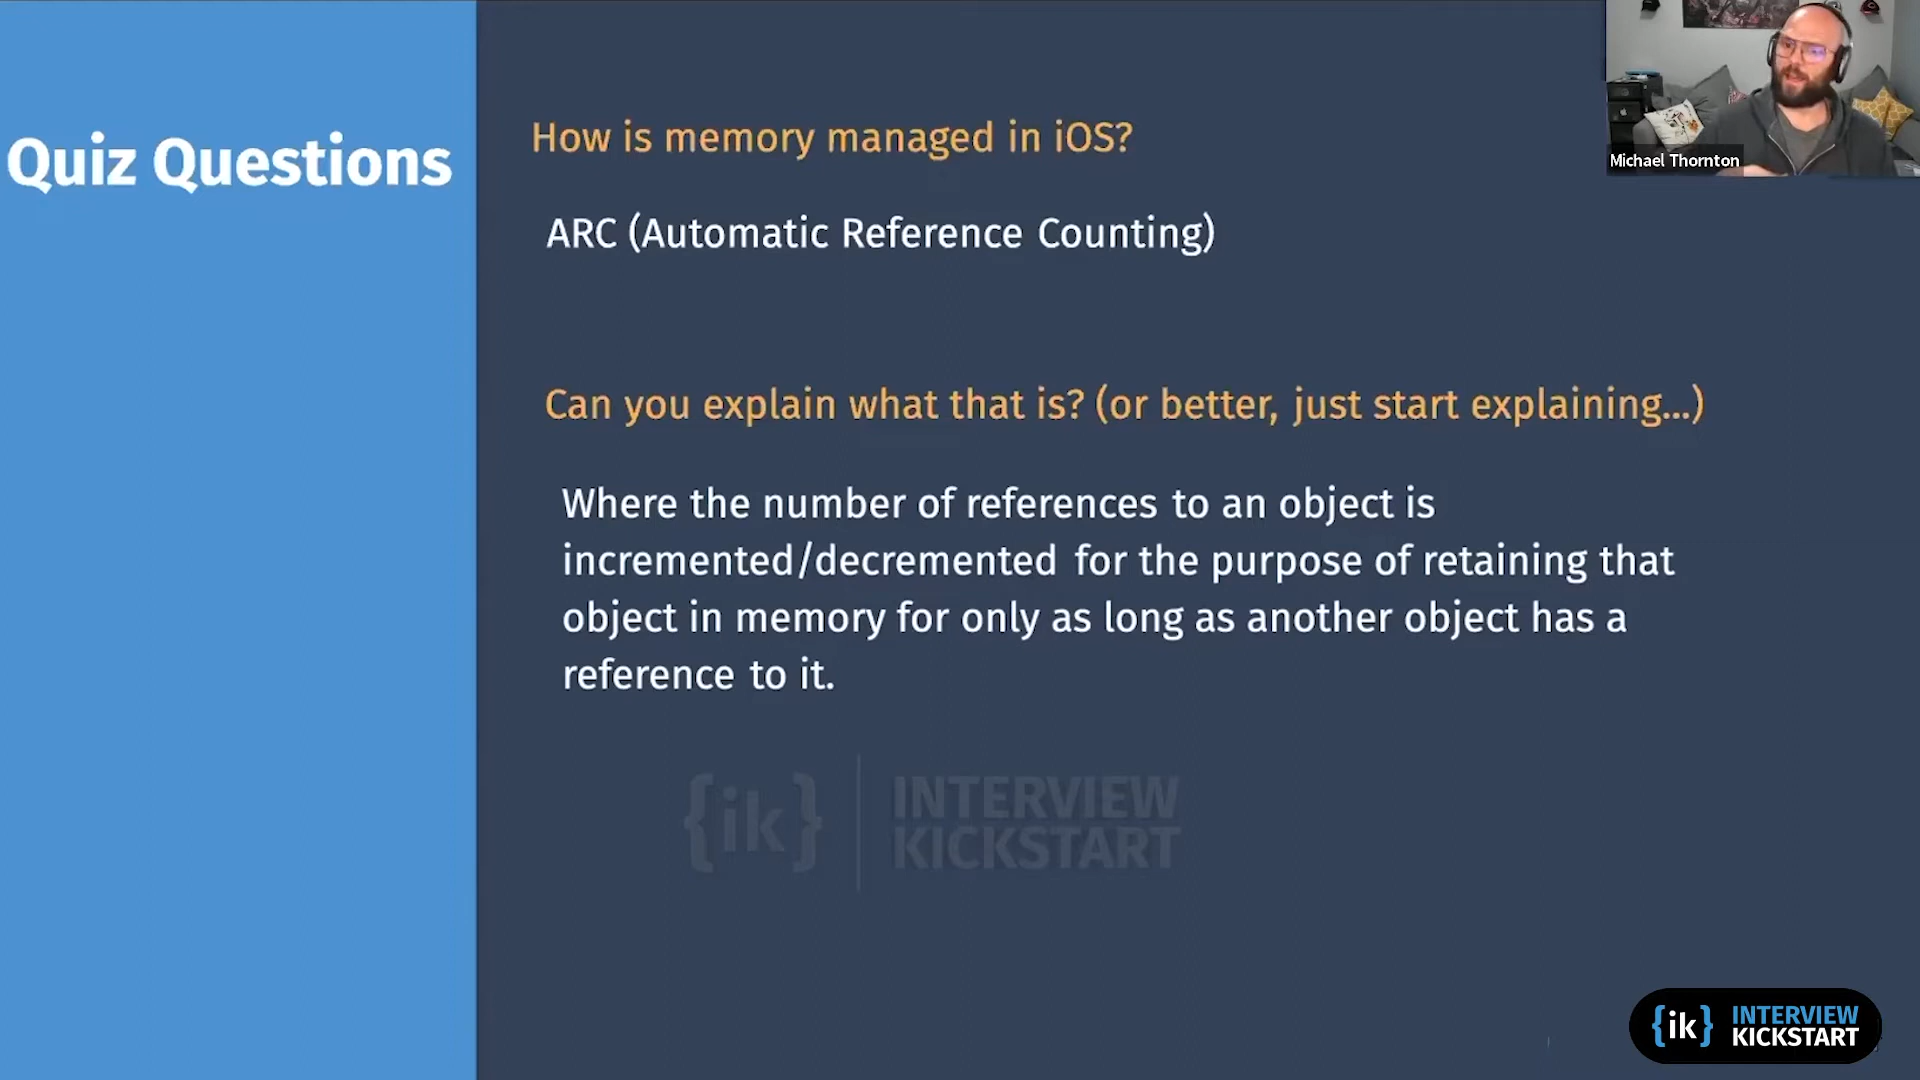 Quiz Questions
How is memory managed in iOS?
ARC (Automatic Reference Counting)
Can you explain what that is? (or better, just start explaining...)
Where the number of references to an object is
incremented/decremented for the purpose of retaining that
object in memory for only as long as another object has a
reference to it.
Michael Thornton
{ik} INTERVIEW
KICKSTART
{ik} INTERVIEW
KICKSTART